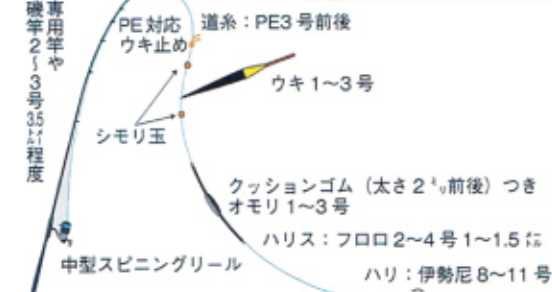 専用竿や
磯竿2〜3号3.5㍍程度
PE対応
ウキ止め
道糸：PE3号前後
ウキ1〜3号
シモリ玉
クッションゴム（太さ2㍉前後）つき
オモリ1〜3号
ハリス：フロロ2〜4号1〜1.5㍍
中型スピニングリール
ハリ：伊勢尼8〜11号